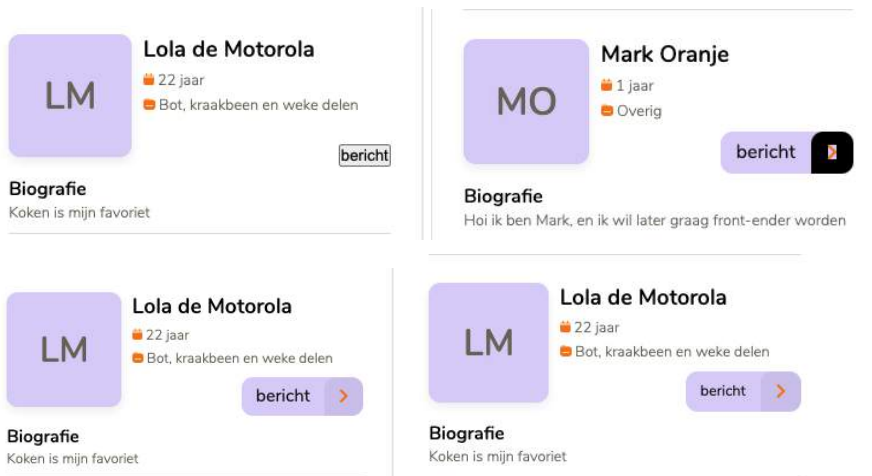 LM
Lola de Motorola
22 jaar
Bot, kraakbeen en weke delen
bericht
Biografie
Koken is mijn favoriet
MO
Mark Oranje
1 jaar
Overig
bericht
Biografie
Hoi ik ben Mark, en ik wil later graag front-ender worden
LM
Lola de Motorola
22 jaar
Bot, kraakbeen en weke delen
bericht
Biografie
Koken is mijn favoriet
LM
Lola de Motorola
22 jaar
Bot, kraakbeen en weke delen
bericht
Biografie
Koken is mijn favoriet